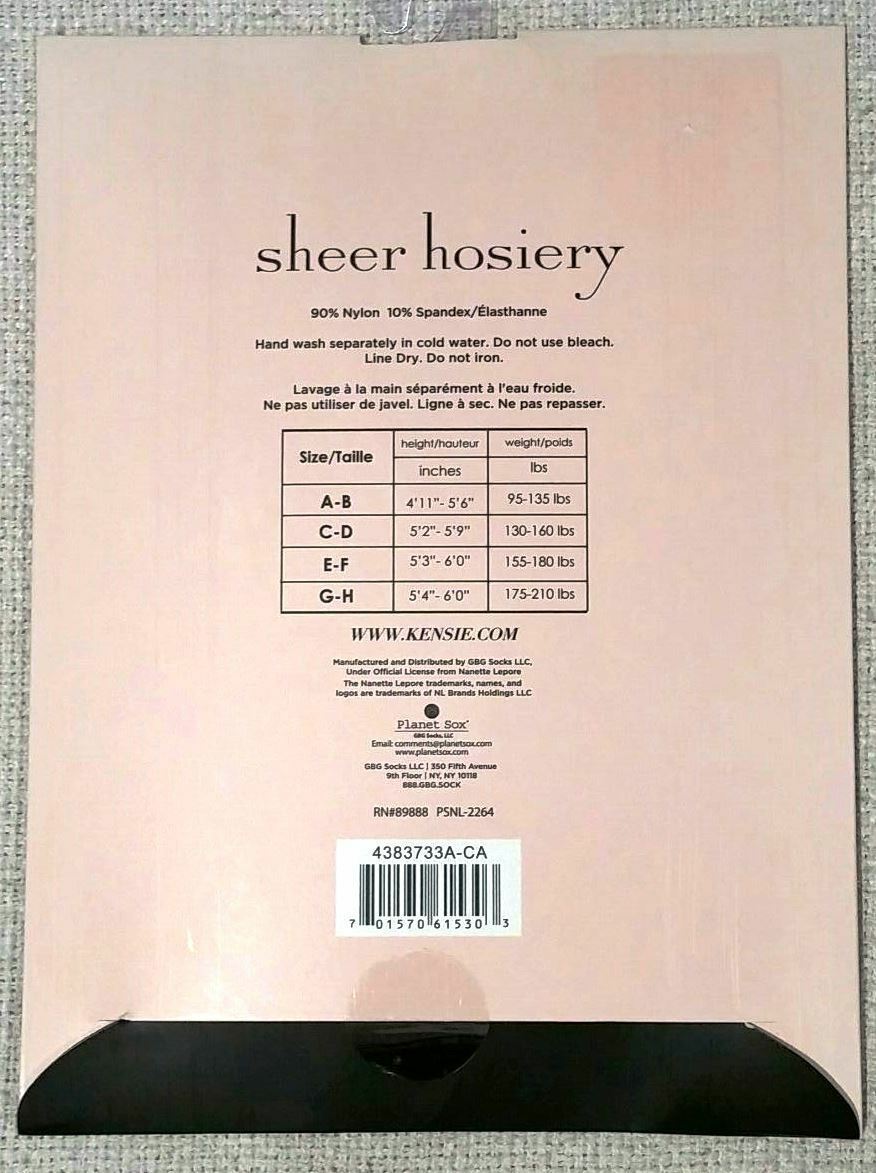 sheer hosiery
90% Nylon 10% Spandex/Élasthanne
Hand wash separately in cold water. Do not use bleach.
Line Dry. Do not iron.
Lavage à la main séparément à l'eau froide.
Ne pas utiliser de javel. Ligne à sec. Ne pas repasser.
Size/Taille height/hauteur weight/poids
inches lbs
A-B 4'11"- 5'6" 95-135 lbs
C-D 5'2"- 5'9" 130-160 lbs
E-F 5'3"- 6'0" 155-180 lbs
G-H 5'4"- 6'0" 175-210 lbs
WWW.KENSIE.COM
Manufactured and Distributed by GBG Socks LLC,
Under Official License from Nanette Lepore
The Nanette Lepore trademarks, names, and
logos are trademarks of NL Brands Holdings LLC
Planet Sox
GBG Socks, LLC
Email: comments@planetsox.com
www.planetsox.com
GBG Socks LLC | 350 Fifth Avenue
9th Floor | NY, NY 10118
888.GBG.SOCK
RN#89888 PSNL-2264
4383733A-CA
7 01570 61530 3